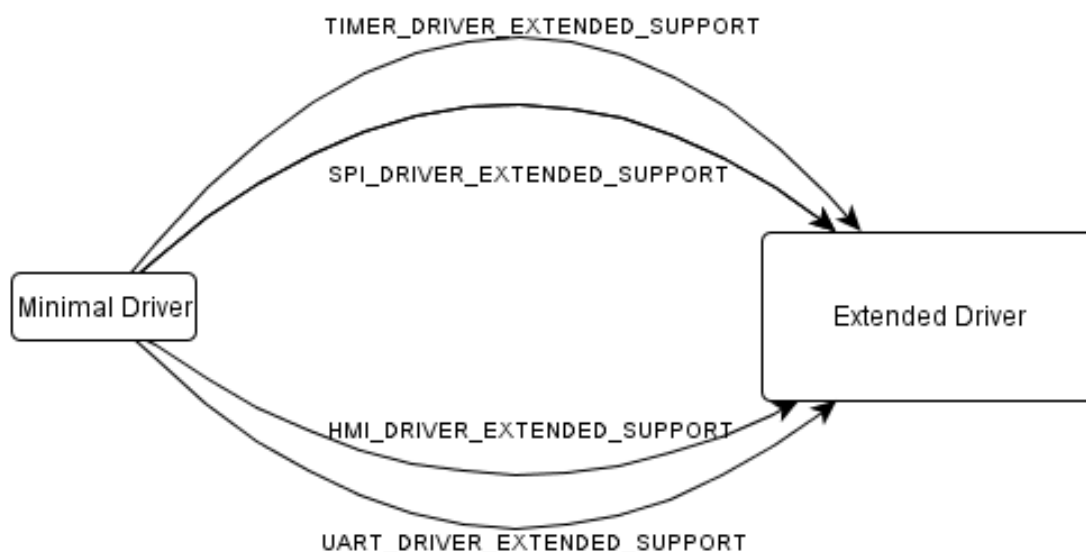 TIMER_DRIVER_EXTENDED_SUPPORT
SPI_DRIVER_EXTENDED_SUPPORT
Minimal Driver
Extended Driver
HMI_DRIVER_EXTENDED_SUPPORT
UART_DRIVER_EXTENDED_SUPPORT